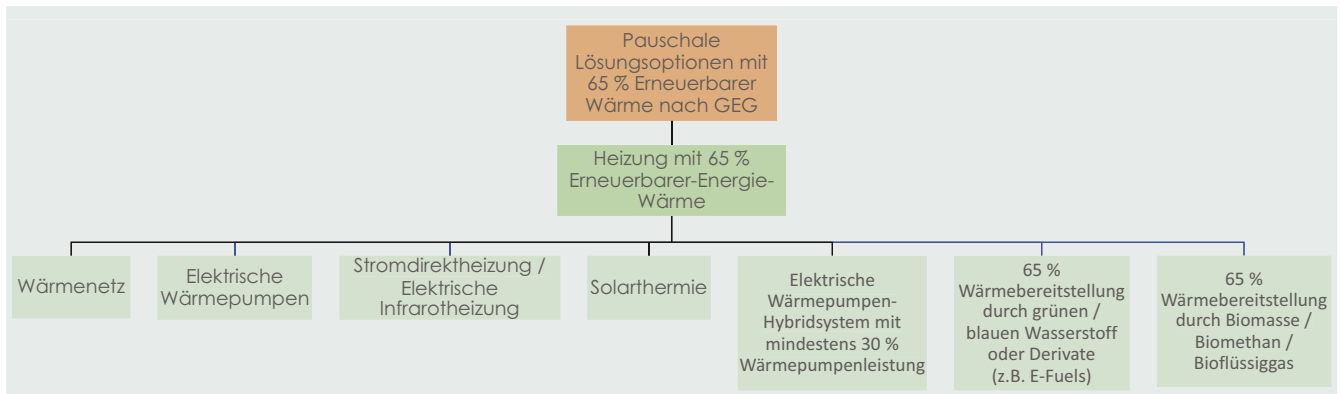 Pauschale
Lösungsoptionen mit
65 % Erneuerbarer
Wärme nach GEG
Heizung mit 65 %
Erneuerbarer-Energie-
Wärme
Wärmenetz
Elektrische
Wärmepumpen
Stromdirektheizung /
Elektrische
Infrarotheizung
Solarthermie
Elektrische
Wärmepumpen-
Hybridsystem mit
mindestens 30 %
Wärmepumpenleistung
65 %
Wärmebereitstellung
durch grünen /
blauen Wasserstoff
oder Derivate
(z.B. E-Fuels)
65 %
Wärmebereitstellung
durch Biomasse /
Biomethan /
Bioflüssiggas